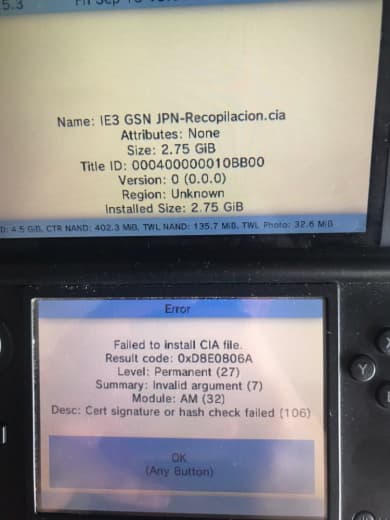 5.3
Name: IE3 GSN JPN-Recopilacion.cia
Attributes: None
Size: 2.75 GiB
Title ID: 000400000010BB00
Version: 0 (0.0.0)
Region: Unknown
Installed Size: 2.75 GiB
D: 4.5 GiB, CTR NAND: 402.3 MiB, TWL NAND: 135.7 MiB, TWL Photo: 32.6 MiB
Error
Failed to install CIA file.
Result code: 0xD8E0806A
Level: Permanent (27)
Summary: Invalid argument (7)
Module: AM (32)
Desc: Cert signature or hash check failed (106)
OK
(Any Button)
Y